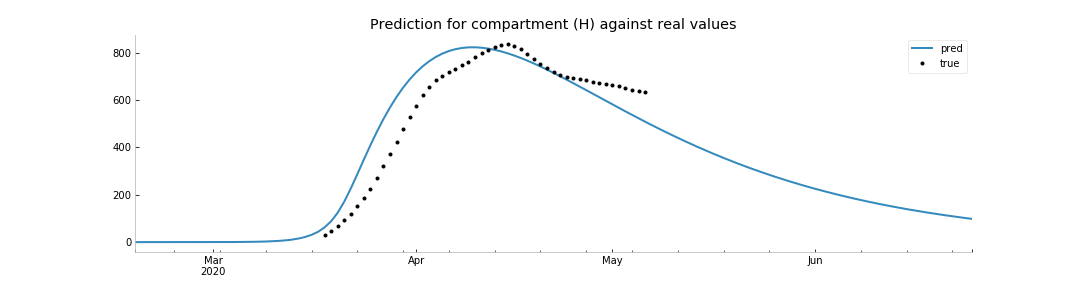 Prediction for compartment (H) against real values
pred
true
800
600
400
200
0
Mar
2020
Apr
May
Jun